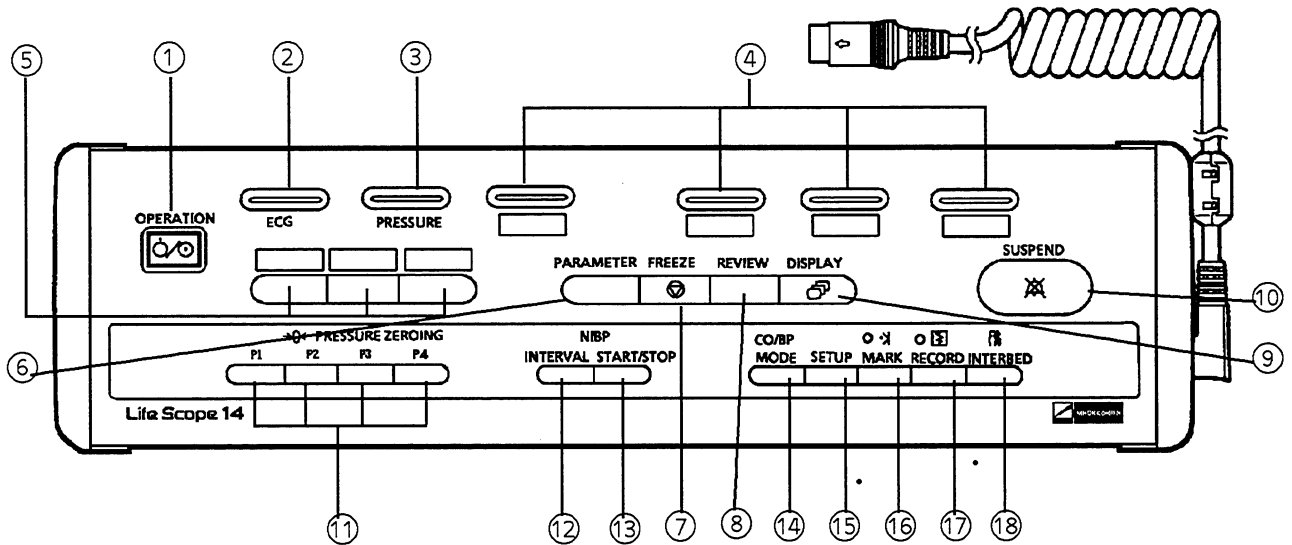 ⑤ ① ② ③ ④
OPERATION
ECG PRESSURE
PARAMETER FREEZE REVIEW DISPLAY SUSPEND
⑩
PRESSURE ZEROING NIBP CO/BP
⑥ ⑨
P1 P2 P3 P4 INTERVAL START/STOP MODE SETUP MARK RECORD INTERBED
Life Scope 14 NIHON KOHDEN
⑪ ⑫ ⑬ ⑦ ⑧ ⑭ ⑮ ⑯ ⑰ ⑱